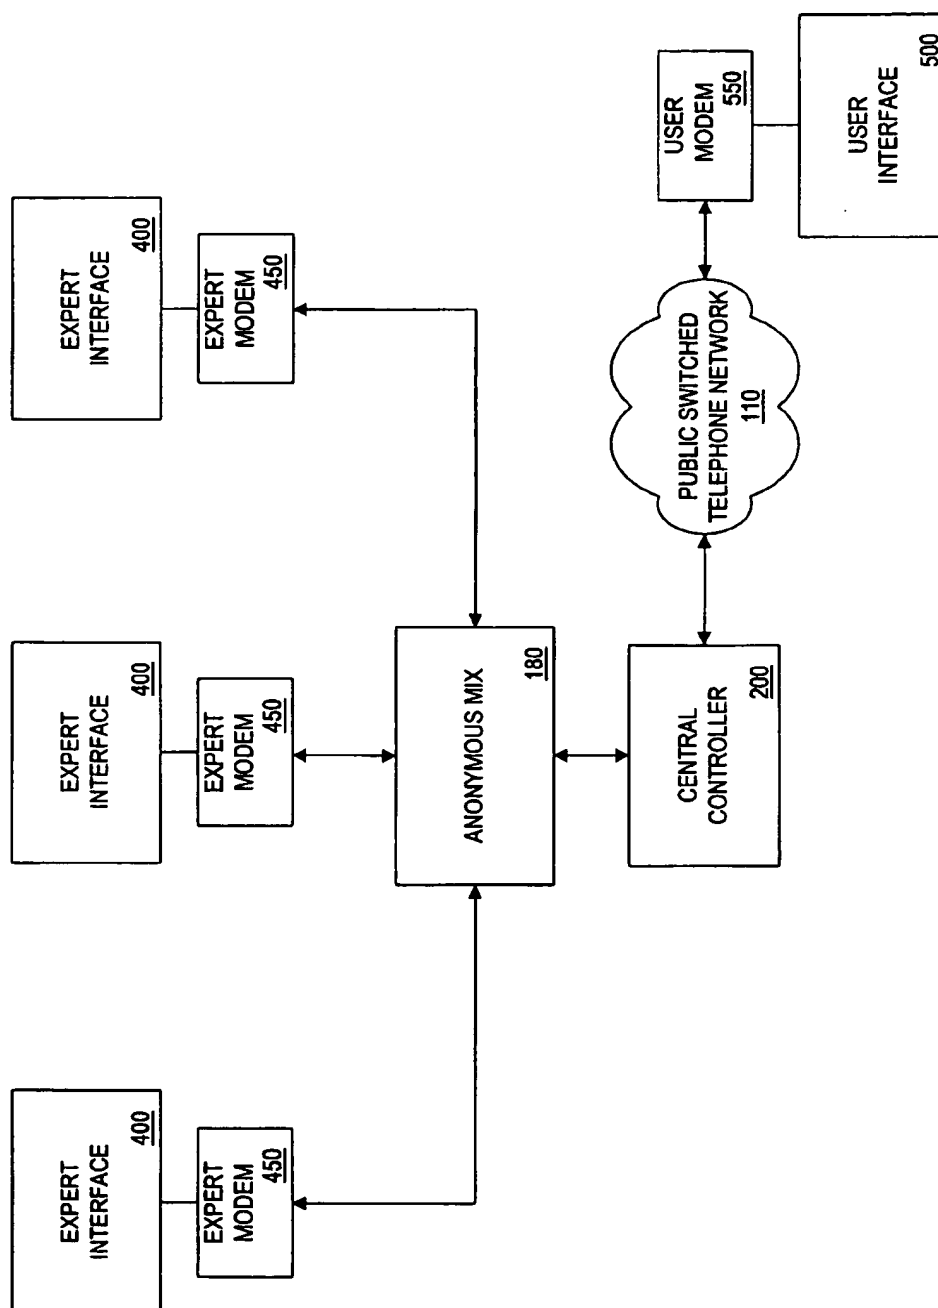 EXPERT
INTERFACE
400
EXPERT
MODEM
450
EXPERT
INTERFACE
400
EXPERT
MODEM
450
EXPERT
INTERFACE
400
EXPERT
MODEM
450
ANONYMOUS MIX
180
CENTRAL
CONTROLLER
200
PUBLIC SWITCHED
TELEPHONE NETWORK
110
USER
MODEM
550
USER
INTERFACE
500